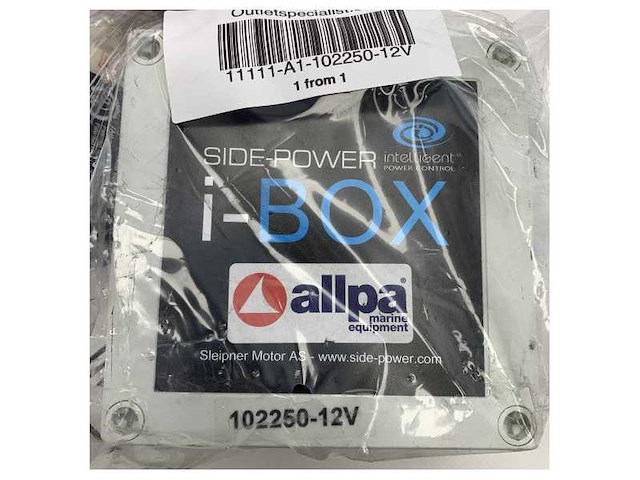 11111-A1-102250-12V
1 from 1
SIDE-POWER
intelligent™
POWER CONTROL
i-BOX
allpa®
marine
equipment
Sleipner Motor AS - www.side-power.com
102250-12V